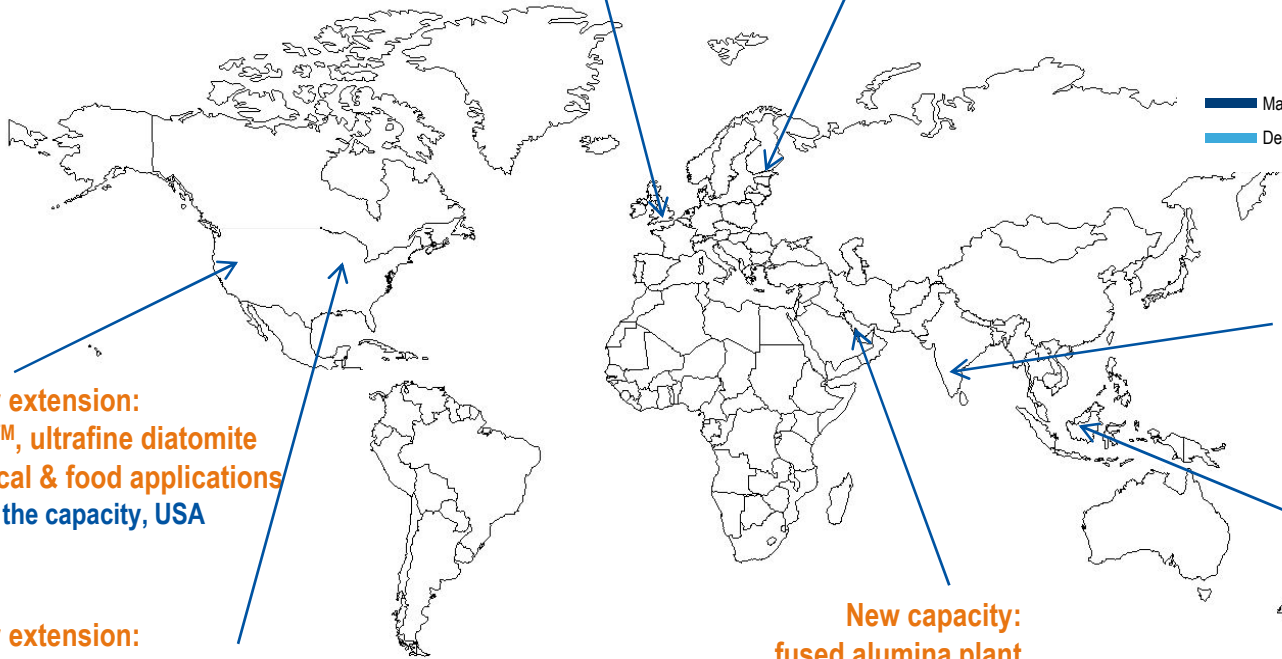 Ma
De
extension:
M, ultrafine diatomite
cal & food applications
the capacity, USA
extension:
New capacity:
fused alumina plant